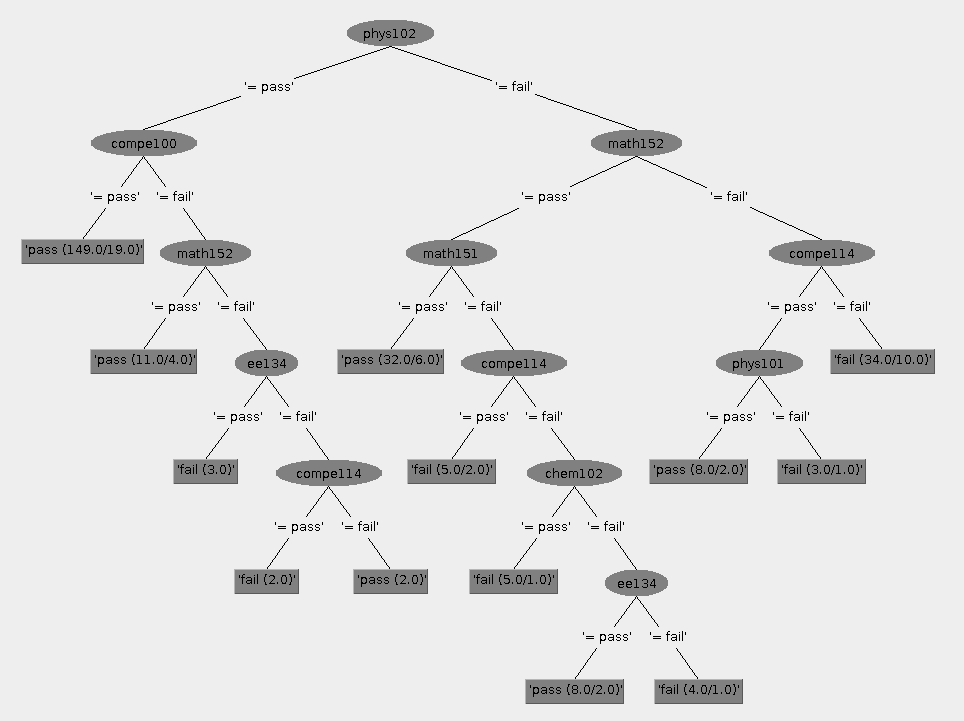 phys102
'= pass' '= fail'
compe100 math152
'= pass' '= fail' '= pass' '= fail'
'pass (149.0/19.0)' math152 math151 compe114
'= pass' '= fail' '= pass' '= fail' '= pass' '= fail'
'pass (11.0/4.0)' ee134 'pass (32.0/6.0)' compe114 phys101 'fail (34.0/10.0)'
'= pass' '= fail' '= pass' '= fail' '= pass' '= fail'
'fail (3.0)' compe114 'fail (5.0/2.0)' chem102 'pass (8.0/2.0)' 'fail (3.0/1.0)'
'= pass' '= fail' '= pass' '= fail'
'fail (2.0)' 'pass (2.0)' 'fail (5.0/1.0)' ee134
'= pass' '= fail'
'pass (8.0/2.0)' 'fail (4.0/1.0)'